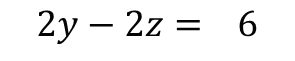 2y − 2z = 6